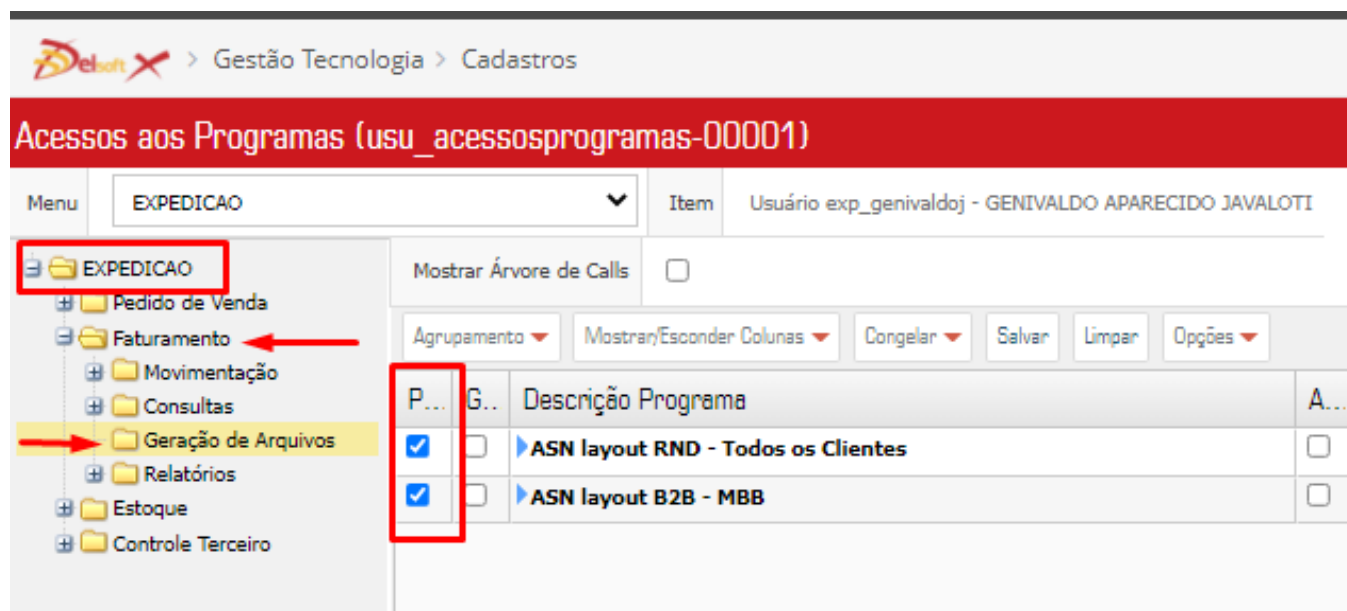 Delsoft X > Gestão Tecnologia > Cadastros
Acessos aos Programas (usu_acessosprogramas-00001)
Menu EXPEDICAO Item Usuário exp_genivaldoj - GENIVALDO APARECIDO JAVALOTI
EXPEDICAO
Pedido de Venda
Faturamento
Movimentação
Consultas
Geração de Arquivos
Relatórios
Estoque
Controle Terceiro
Mostrar Árvore de Calls
Agrupamento Mostrar/Esconder Colunas Congelar Salvar Limpar Opções
P... G.. Descrição Programa A...
ASN layout RND - Todos os Clientes
ASN layout B2B - MBB